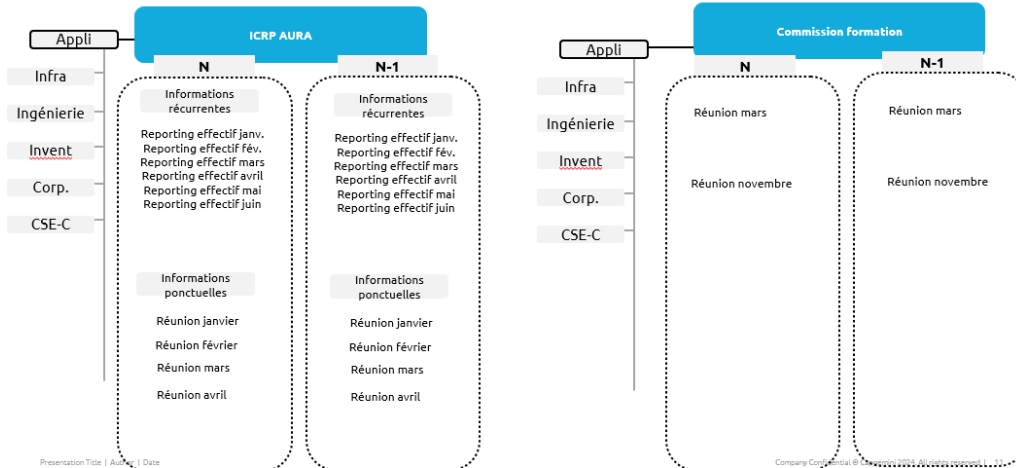 ICRP AURA
Appli
Infra
Ingénierie
Invent
Corp.
CSE-C
N
Informations
récurrentes
Reporting effectif janv.
Reporting effectif fév.
Reporting effectif mars
Reporting effectif avril
Reporting effectif mai
Reporting effectif juin
Informations
ponctuelles
Réunion janvier
Réunion février
Réunion mars
Réunion avril
N-1
Informations
récurrentes
Reporting effectif janv.
Reporting effectif fév.
Reporting effectif mars
Reporting effectif avril
Reporting effectif mai
Reporting effectif juin
Informations
ponctuelles
Réunion janvier
Réunion février
Réunion mars
Réunion avril
Commission formation
Appli
Infra
Ingénierie
Invent
Corp.
CSE-C
N
Réunion mars
Réunion novembre
N-1
Réunion mars
Réunion novembre
Presentation Title | Author | Date
Company Confidential © Capgemini 2024. All rights reserved | 11